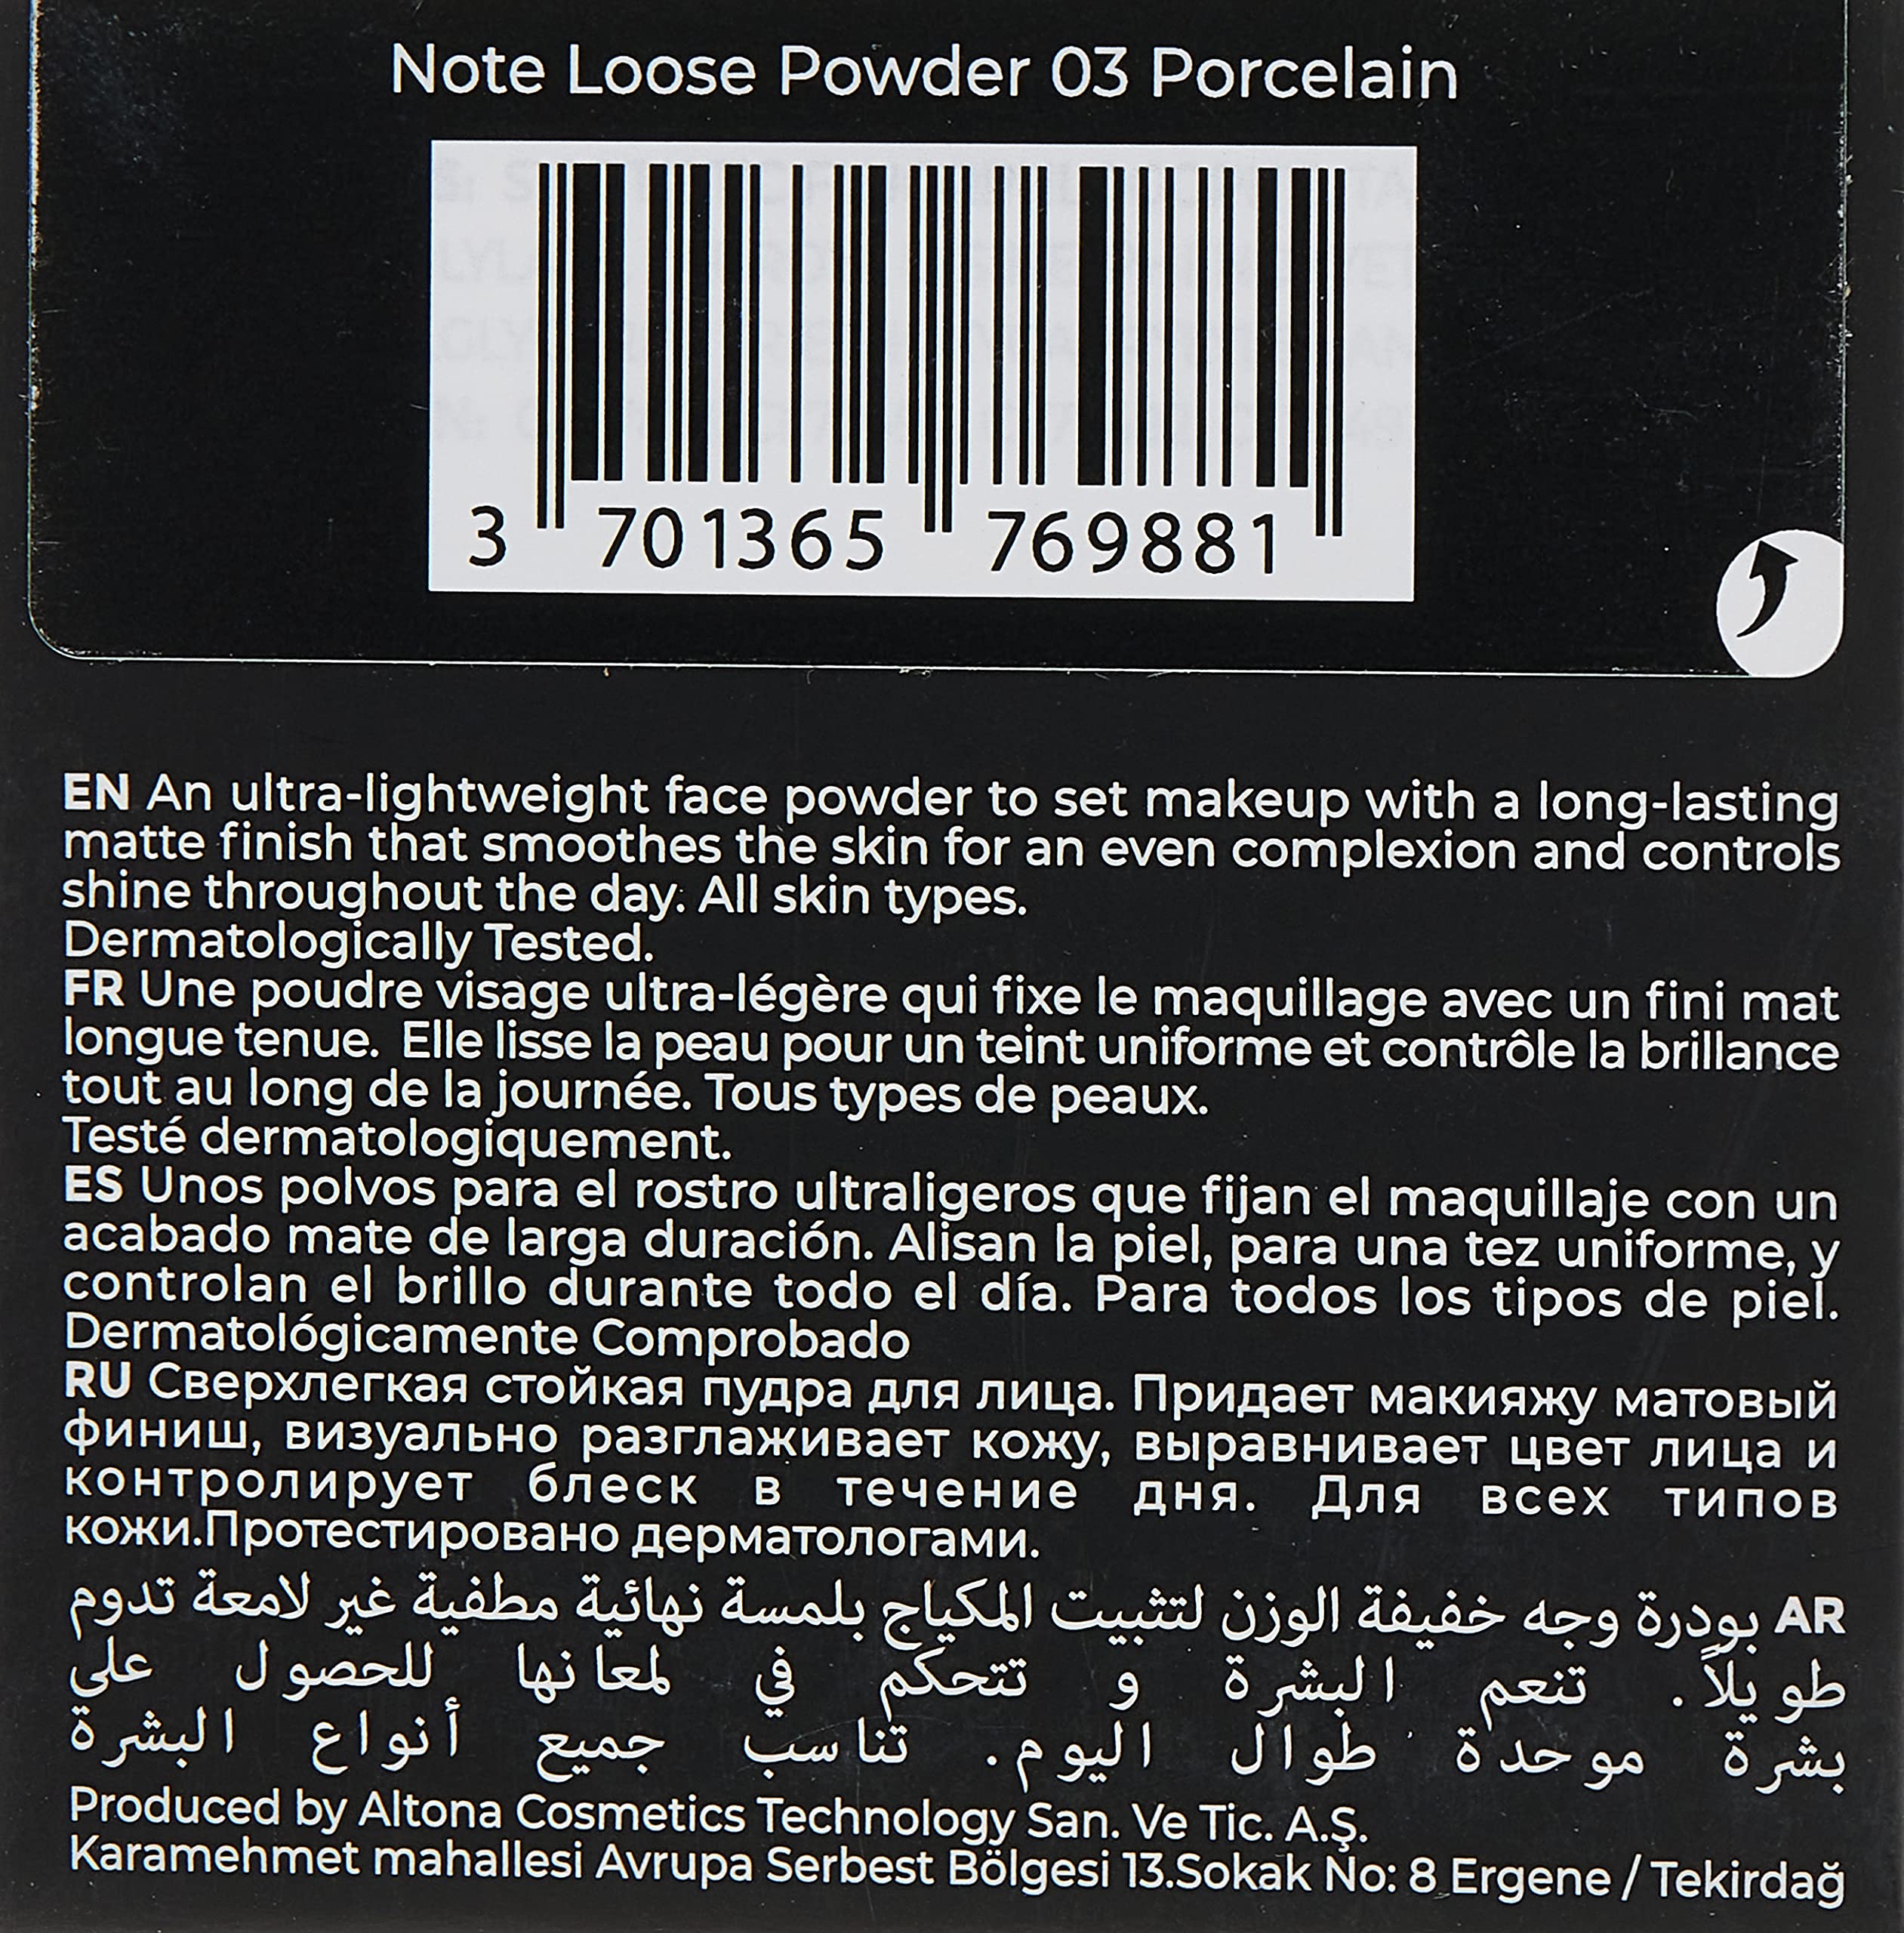 Note Loose Powder 03 Porcelain
3 701365 769881
EN An ultra-lightweight face powder to set makeup with a long-lasting
matte finish that smoothes the skin for an even complexion and controls
shine throughout the day. All skin types.
Dermatologically Tested.
FR Une poudre visage ultra-légère qui fixe le maquillage avec un fini mat
longue tenue. Elle lisse la peau pour un teint uniforme et contrôle la brillance
tout au long de la journée. Tous types de peaux.
Testé dermatologiquement.
ES Unos polvos para el rostro ultraligeros que fijan el maquillaje con un
acabado mate de larga duración. Alisan la piel, para una tez uniforme, y
controlan el brillo durante todo el día. Para todos los tipos de piel.
Dermatológicamente Comprobado
RU Сверхлегкая стойкая пудра для лица. Придает макияжу матовый
финиш, визуально разглаживает кожу, выравнивает цвет лица и
контролирует блеск в течение дня. Для всех типов
кожи.Протестировано дерматологами.
AR بودرة وجه خفيفة الوزن لتثبيت المكياج بلمسة نهائية مطفية غير لامعة تدوم
طويلاً. تنعم البشرة و تتحكم في لمعانها للحصول على
بشرة موحدة طوال اليوم. تناسب جميع أنواع البشرة
Produced by Altona Cosmetics Technology San. Ve Tic. A.Ş.
Karamehmet mahallesi Avrupa Serbest Bölgesi 13.Sokak No: 8 Ergene / Tekirdağ